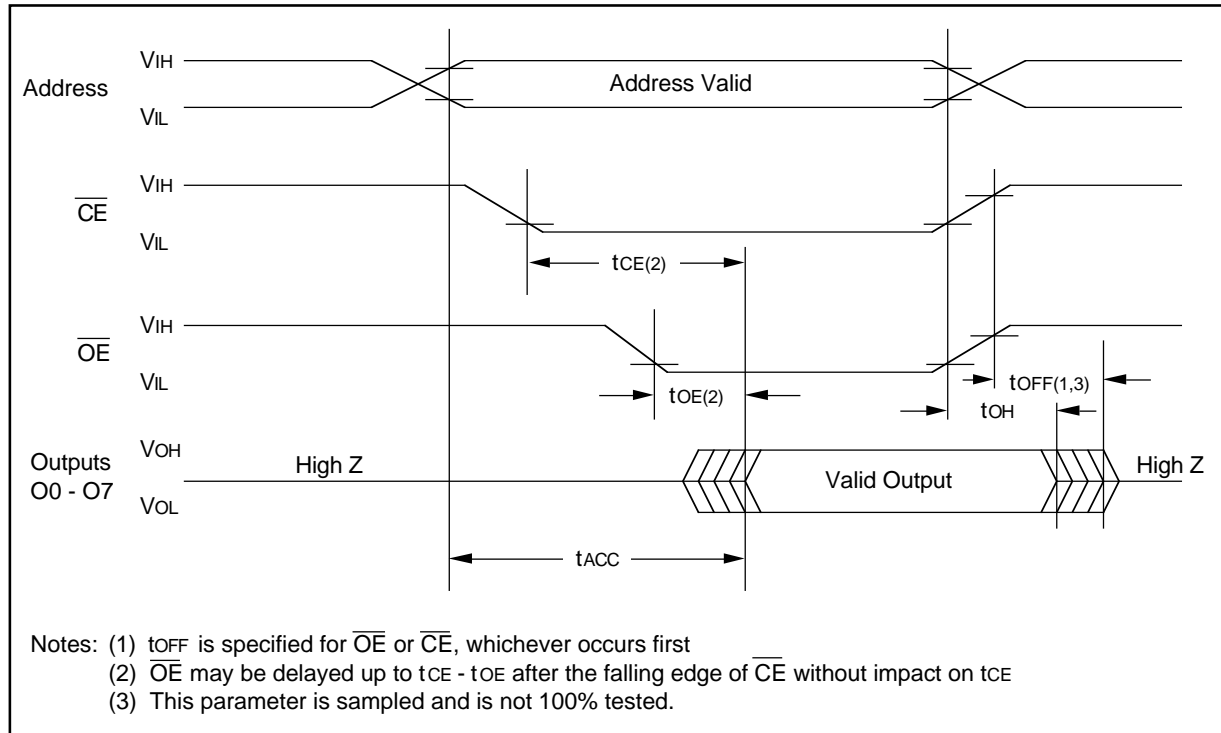 VIH
Address
Address Valid
VIL
VIH
CE
VIL
tCE(2)
VIH
OE
VIL
tOE(2)
tOFF(1,3)
tOH
VOH
Outputs
O0 - O7
High Z
Valid Output
High Z
VOL
tACC
Notes: (1) tOFF is specified for OE or CE, whichever occurs first
(2) OE may be delayed up to tCE - tOE after the falling edge of CE without impact on tCE
(3) This parameter is sampled and is not 100% tested.